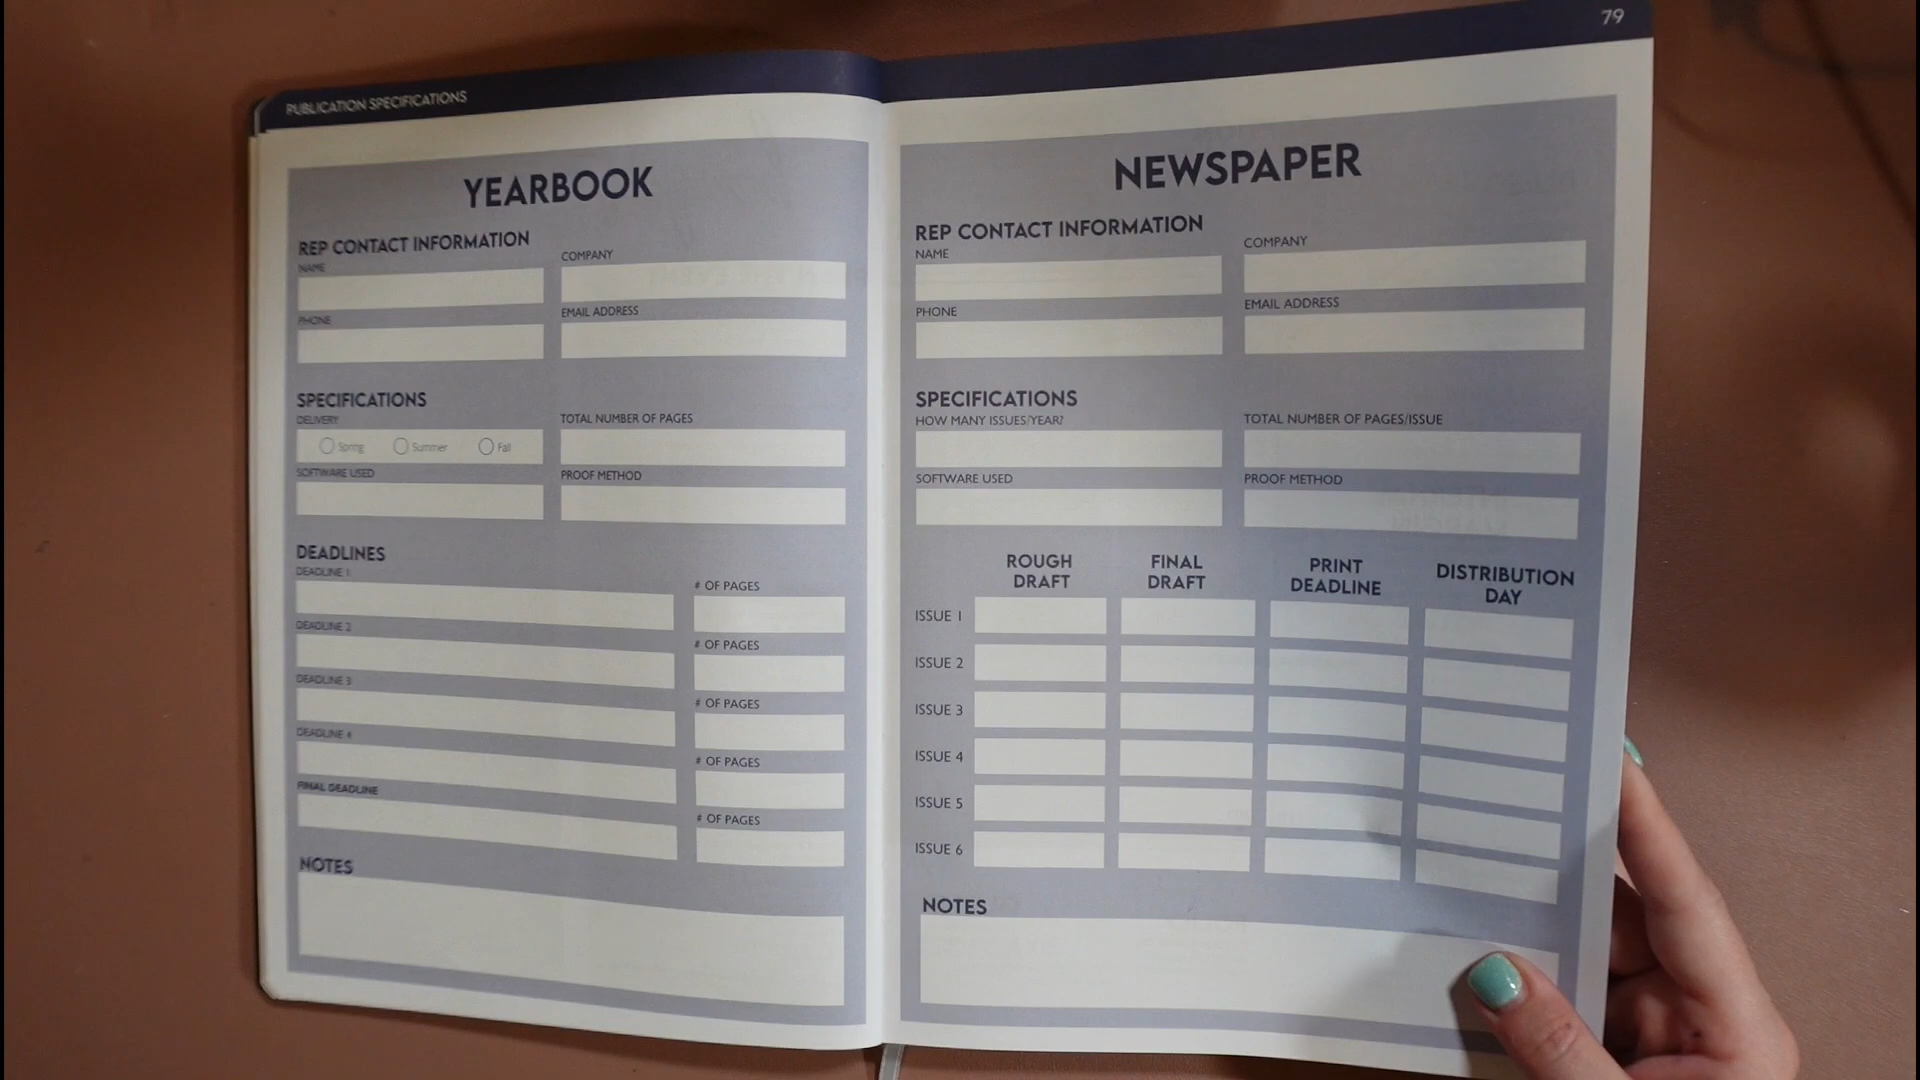 PUBLICATION SPECIFICATIONS
YEARBOOK
REP CONTACT INFORMATION
NAME
COMPANY
PHONE
EMAIL ADDRESS
SPECIFICATIONS
DELIVERY
TOTAL NUMBER OF PAGES
Spring Summer Fall
SOFTWARE USED
PROOF METHOD
DEADLINES
DEADLINE 1
# OF PAGES
DEADLINE 2
# OF PAGES
DEADLINE 3
# OF PAGES
DEADLINE 4
# OF PAGES
FINAL DEADLINE
# OF PAGES
NOTES
79
NEWSPAPER
REP CONTACT INFORMATION
NAME
COMPANY
PHONE
EMAIL ADDRESS
SPECIFICATIONS
HOW MANY ISSUES/YEAR?
TOTAL NUMBER OF PAGES/ISSUE
SOFTWARE USED
PROOF METHOD
ROUGH DRAFT
FINAL DRAFT
PRINT DEADLINE
DISTRIBUTION DAY
ISSUE 1
ISSUE 2
ISSUE 3
ISSUE 4
ISSUE 5
ISSUE 6
NOTES